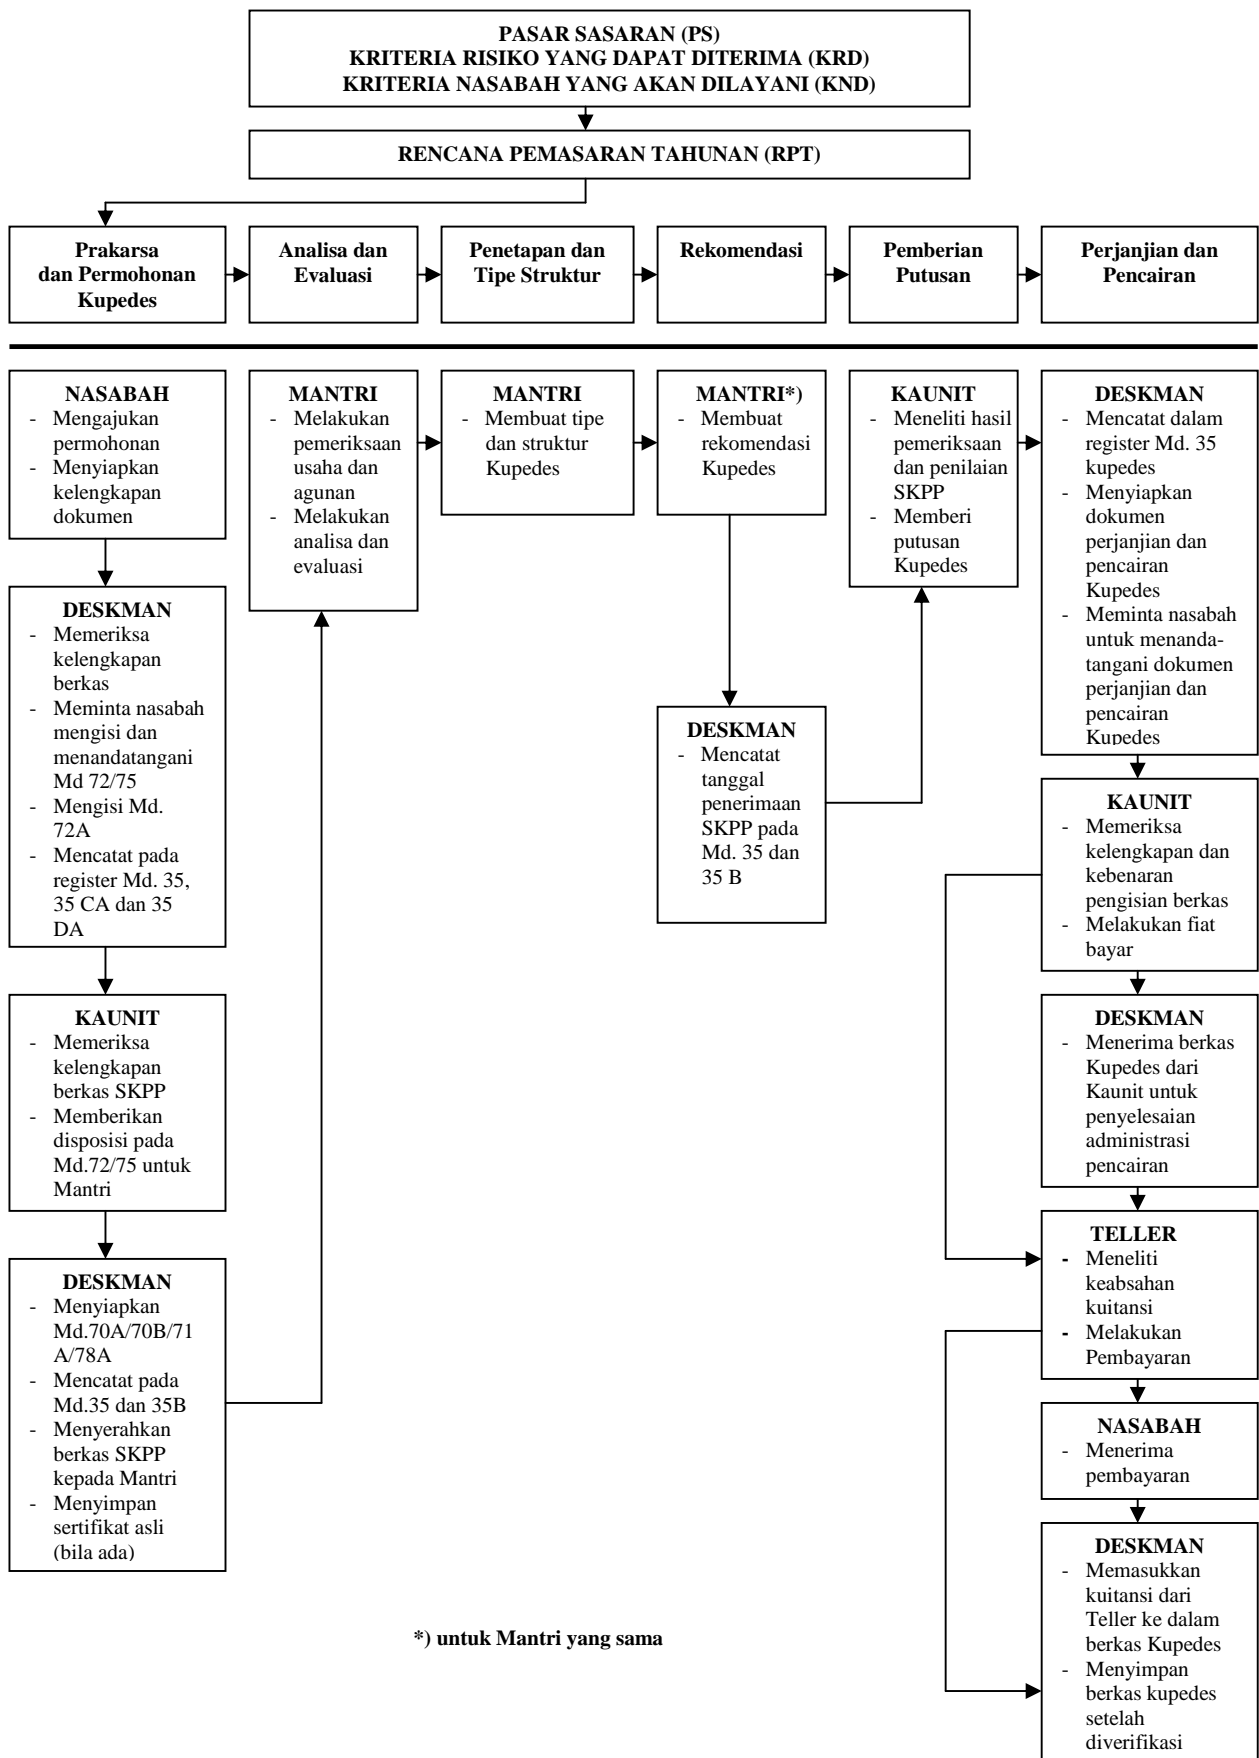 PASAR SASARAN (PS)
KRITERIA RISIKO YANG DAPAT DITERIMA (KRD)
KRITERIA NASABAH YANG AKAN DILAYANI (KND)
RENCANA PEMASARAN TAHUNAN (RPT)
Prakarsa
dan Permohonan
Kupedes
Analisa dan
Evaluasi
Penetapan dan
Tipe Struktur
Rekomendasi
Pemberian
Putusan
Perjanjian dan
Pencairan
NASABAH
- Mengajukan
permohonan
- Menyiapkan
kelengkapan
dokumen
DESKMAN
- Memeriksa
kelengkapan
berkas
- Meminta nasabah
mengisi dan
menandatangani
Md 72/75
- Mengisi Md.
72A
- Mencatat pada
register Md. 35,
35 CA dan 35
DA
KAUNIT
- Memeriksa
kelengkapan
berkas SKPP
- Memberikan
disposisi pada
Md.72/75 untuk
Mantri
DESKMAN
- Menyiapkan
Md.70A/70B/71
A/78A
- Mencatat pada
Md.35 dan 35B
- Menyerahkan
berkas SKPP
kepada Mantri
- Menyimpan
sertifikat asli
(bila ada)
MANTRI
- Melakukan
pemeriksaan
usaha dan
agunan
- Melakukan
analisa dan
evaluasi
MANTRI
- Membuat tipe
dan struktur
Kupedes
MANTRI*)
- Membuat
rekomendasi
Kupedes
DESKMAN
- Mencatat
tanggal
penerimaan
SKPP pada
Md. 35 dan
35 B
KAUNIT
- Meneliti hasil
pemeriksaan
dan penilaian
SKPP
- Memberi
putusan
Kupedes
DESKMAN
- Mencatat dalam
register Md. 35
kupedes
- Menyiapkan
dokumen
perjanjian dan
pencairan
Kupedes
- Meminta nasabah
untuk menanda-
tangani dokumen
perjanjian dan
pencairan
Kupedes
KAUNIT
- Memeriksa
kelengkapan dan
kebenaran
pengisian berkas
- Melakukan fiat
bayar
DESKMAN
- Menerima berkas
Kupedes dari
Kaunit untuk
penyelesaian
administrasi
pencairan
TELLER
- Meneliti
keabsahan
kuitansi
- Melakukan
Pembayaran
NASABAH
- Menerima
pembayaran
DESKMAN
- Memasukkan
kuitansi dari
Teller ke dalam
berkas Kupedes
- Menyimpan
berkas kupedes
setelah
diverifikasi
*) untuk Mantri yang sama